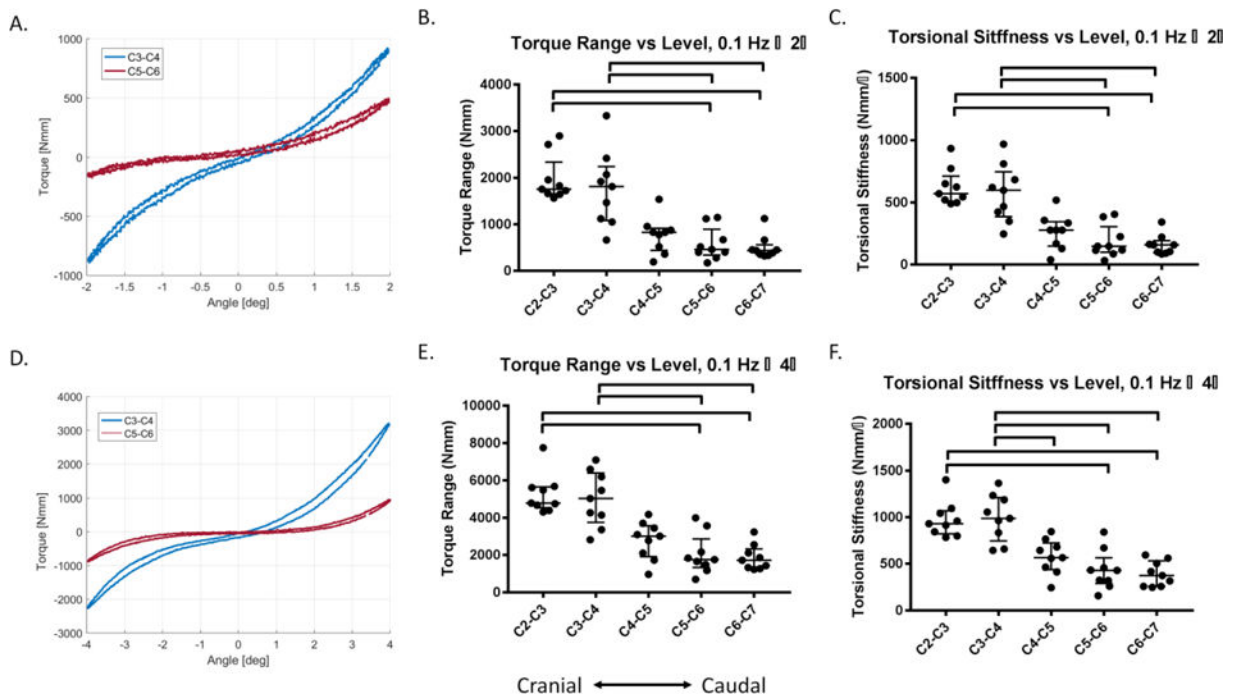 A.
1000
500
0
-500
-1000
Torque [Nmm]
C3-C4
C5-C6
-2 -1.5 -1 -0.5 0 0.5 1 1.5 2
Angle [deg]
B.
Torque Range vs Level, 0.1 Hz ▯ 2▯
4000
3000
2000
1000
0
Torque Range (Nmm)
C2-C3 C3-C4 C4-C5 C5-C6 C6-C7
C.
Torsional Sitffness vs Level, 0.1 Hz ▯ 2▯
1500
1000
500
0
Torsional Stiffness (Nmm/▯)
C2-C3 C3-C4 C4-C5 C5-C6 C6-C7
D.
4000
3000
2000
1000
0
-1000
-2000
-3000
Torque [Nmm]
C3-C4
C5-C6
-4 -3 -2 -1 0 1 2 3 4
Angle [deg]
E.
Torque Range vs Level, 0.1 Hz ▯ 4▯
10000
8000
6000
4000
2000
0
Torque Range (Nmm)
C2-C3 C3-C4 C4-C5 C5-C6 C6-C7
F.
Torsional Sitffness vs Level, 0.1 Hz ▯ 4▯
2000
1500
1000
500
0
Torsional Stiffness (Nmm/▯)
C2-C3 C3-C4 C4-C5 C5-C6 C6-C7
Cranial Caudal